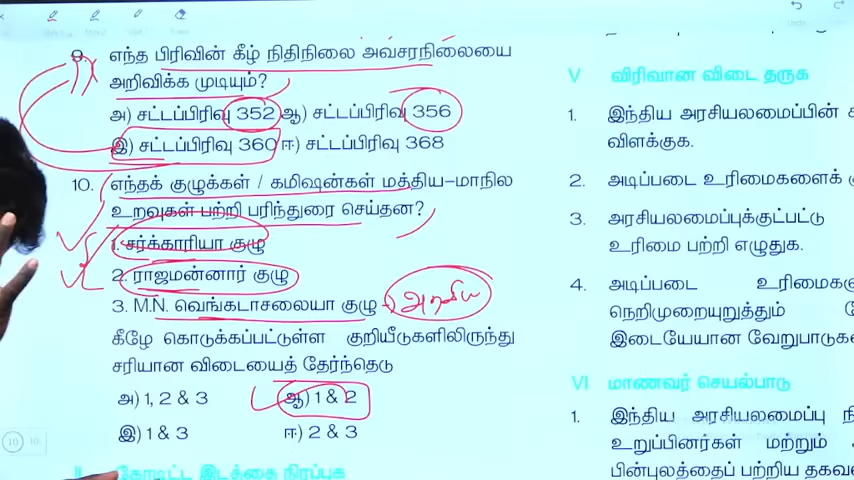 9. எந்த பிரிவின் கீழ் நிதிநிலை அவசரநிலையை
அறிவிக்க முடியும்?
அ) சட்டப்பிரிவு 352 ஆ) சட்டப்பிரிவு 356
இ) சட்டப்பிரிவு 360 ஈ) சட்டப்பிரிவு 368
10. எந்தக் குழுக்கள் / கமிஷன்கள் மத்திய-மாநில
உறவுகள் பற்றி பரிந்துரை செய்தன?
1. சர்க்காரியா குழு
2. ராஜமன்னார் குழு
3. M.N. வெங்கடாசலையா குழு
கீழே கொடுக்கப்பட்டுள்ள குறியீடுகளிலிருந்து
சரியான விடையைத் தேர்ந்தெடு
அ) 1, 2 & 3 ஆ) 1 & 2
இ) 1 & 3 ஈ) 2 & 3
II கோடிட்ட இடத்தை நிரப்புக
V விரிவான விடை தருக
1. இந்திய அரசியலமைப்பின்
விளக்குக.
2. அடிப்படை உரிமைகளைக்
3. அரசியலமைப்புக்குட்பட்டு
உரிமை பற்றி எழுதுக.
4. அடிப்படை
நெறிமுறையுறுத்தும்
இடையேயான
VI மாணவர் செயல்பாடு
1. இந்திய அரசியலமைப்பு
உறுப்பினர்கள் மற்றும்
பின்புலத்தைப் பற்றிய